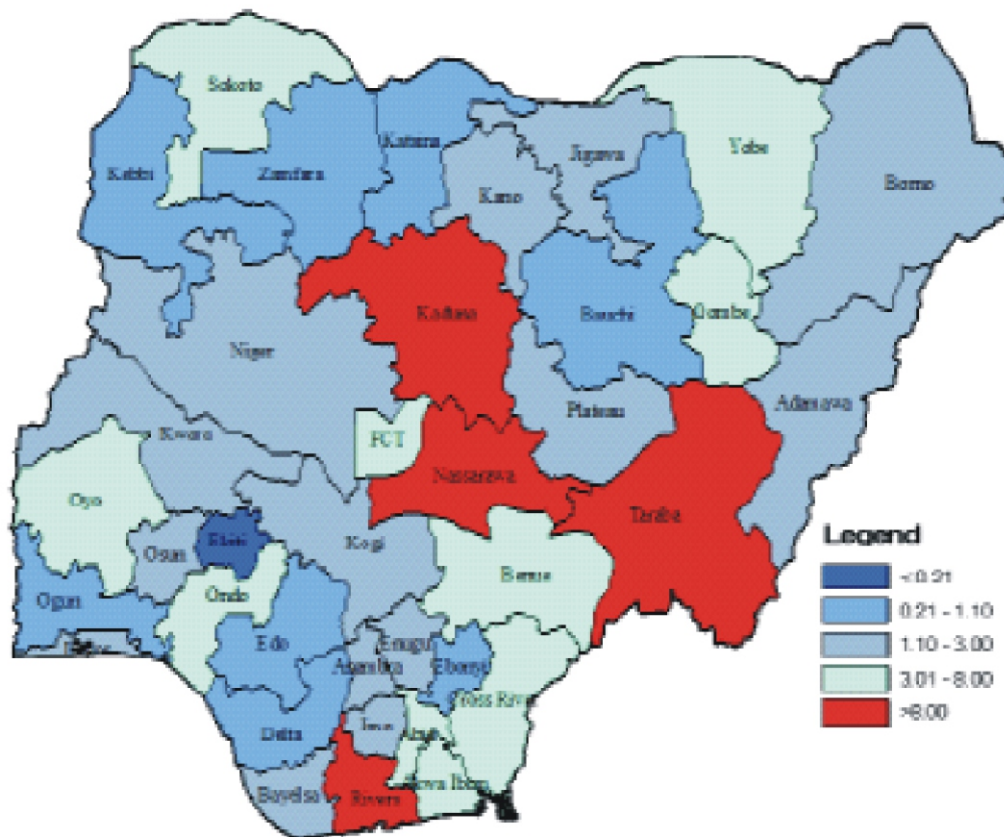 Sokoto
Yobe
Katsina
Jigawa
Kebbi
Zamfara
Kano
Borno
Kaduna
Bauchi
Gombe
Niger
Plateau
Adamawa
Kwara
FCT
Nassarawa
Oyo
Taraba
Osun
Ekiti
Kogi
Benue
Ogun
Ondo
Edo
Enugu
Anambra
Ebonyi
Cross River
Imo
Delta
Akwa Ibom
Bayelsa
Rivers
Legend
<0.21
0.21 - 1.10
1.10 - 3.00
3.01 - 8.00
>8.00